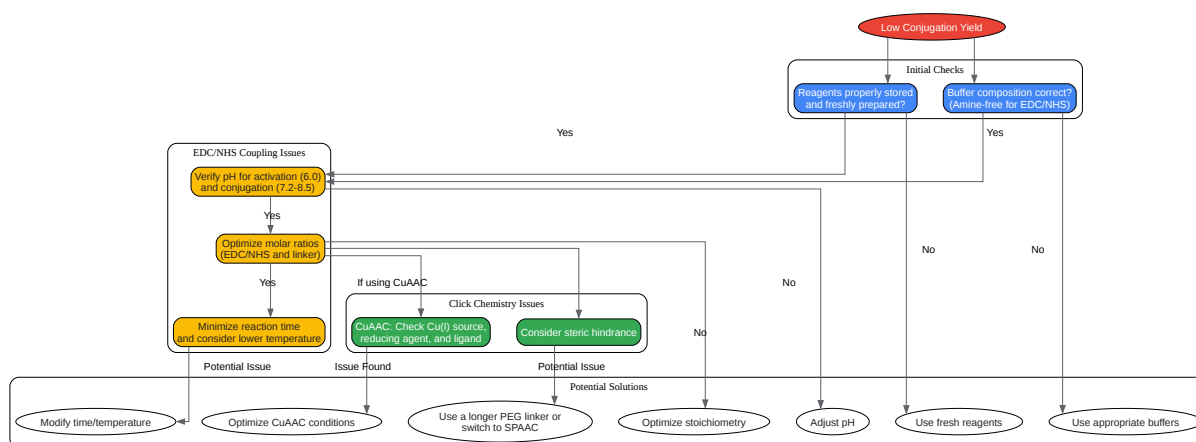 Low Conjugation Yield
Initial Checks
Reagents properly stored
and freshly prepared?
Buffer composition correct?
(Amine-free for EDC/NHS)
Yes
Yes
EDC/NHS Coupling Issues
Verify pH for activation (6.0)
and conjugation (7.2-8.5)
Yes
Optimize molar ratios
(EDC/NHS and linker)
No
No
Yes
If using CuAAC
No
Click Chemistry Issues
Minimize reaction time
and consider lower temperature
CuAAC: Check Cu(I) source,
reducing agent, and ligand
Consider steric hindrance
No
Potential Issue
Issue Found
Potential Issue
Potential Solutions
Modify time/temperature
Optimize CuAAC conditions
Use a longer PEG linker or
switch to SPAAC
Optimize stoichiometry
Adjust pH
Use fresh reagents
Use appropriate buffers